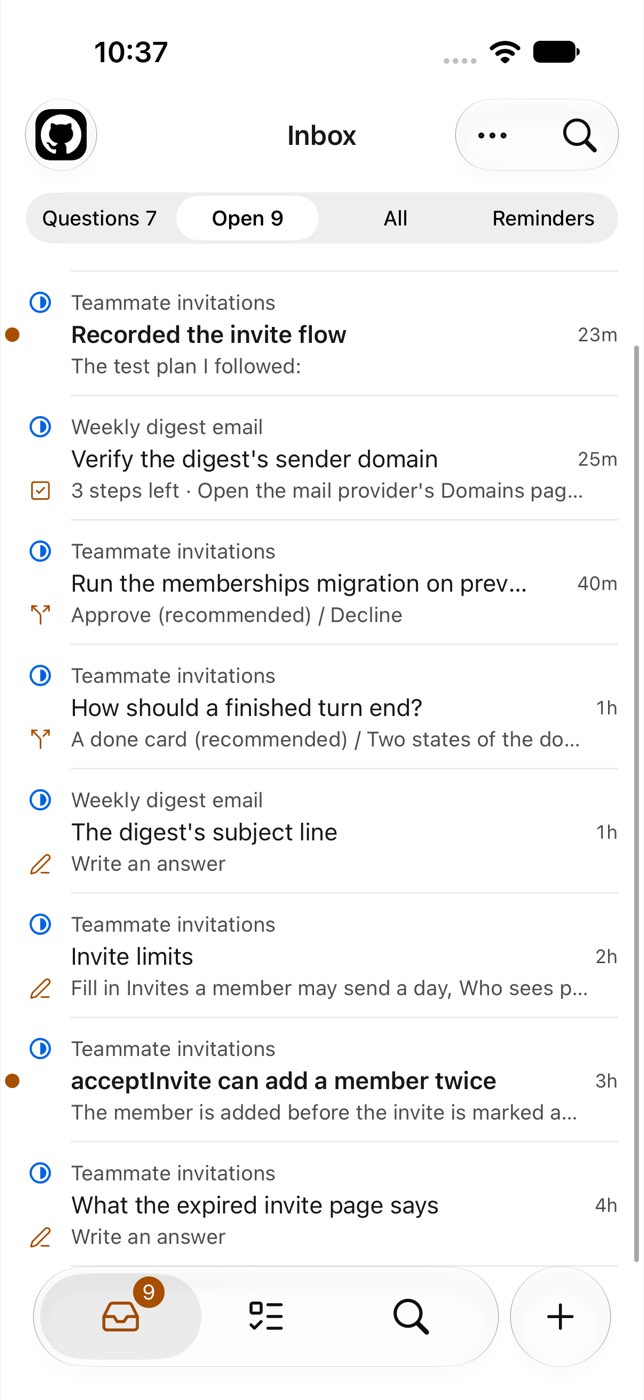 10:37
Inbox
Questions 7
Open 9
All
Reminders
Teammate invitations
Recorded the invite flow
23m
The test plan I followed:
Weekly digest email
Verify the digest's sender domain
25m
3 steps left · Open the mail provider's Domains pag...
Teammate invitations
Run the memberships migration on prev...
40m
Approve (recommended) / Decline
Teammate invitations
How should a finished turn end?
1h
A done card (recommended) / Two states of the do...
Weekly digest email
The digest's subject line
1h
Write an answer
Teammate invitations
Invite limits
2h
Fill in Invites a member may send a day, Who sees p...
Teammate invitations
acceptInvite can add a member twice
3h
The member is added before the invite is marked a...
Teammate invitations
What the expired invite page says
4h
Write an answer
9